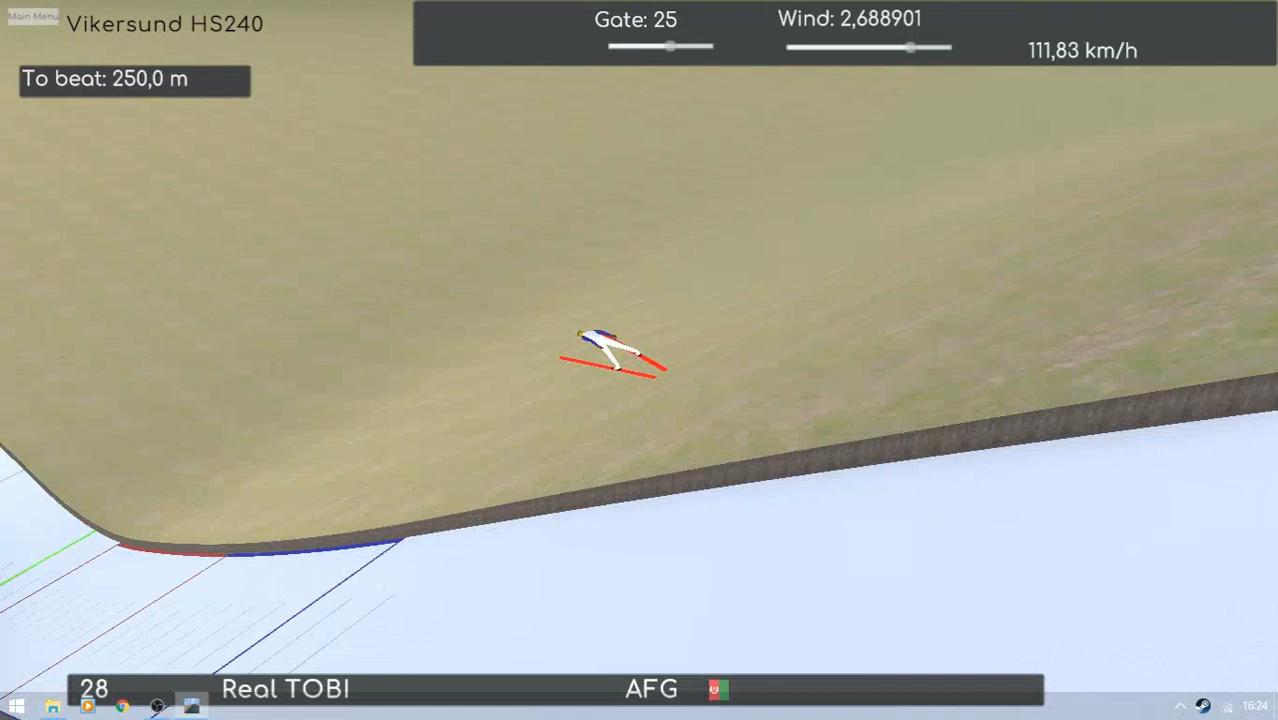 Main Menu
Vikersund HS240
Gate: 25
Wind: 2,688901
111,83 km/h
To beat: 250,0 m
28 Real TOBI AFG
16:24